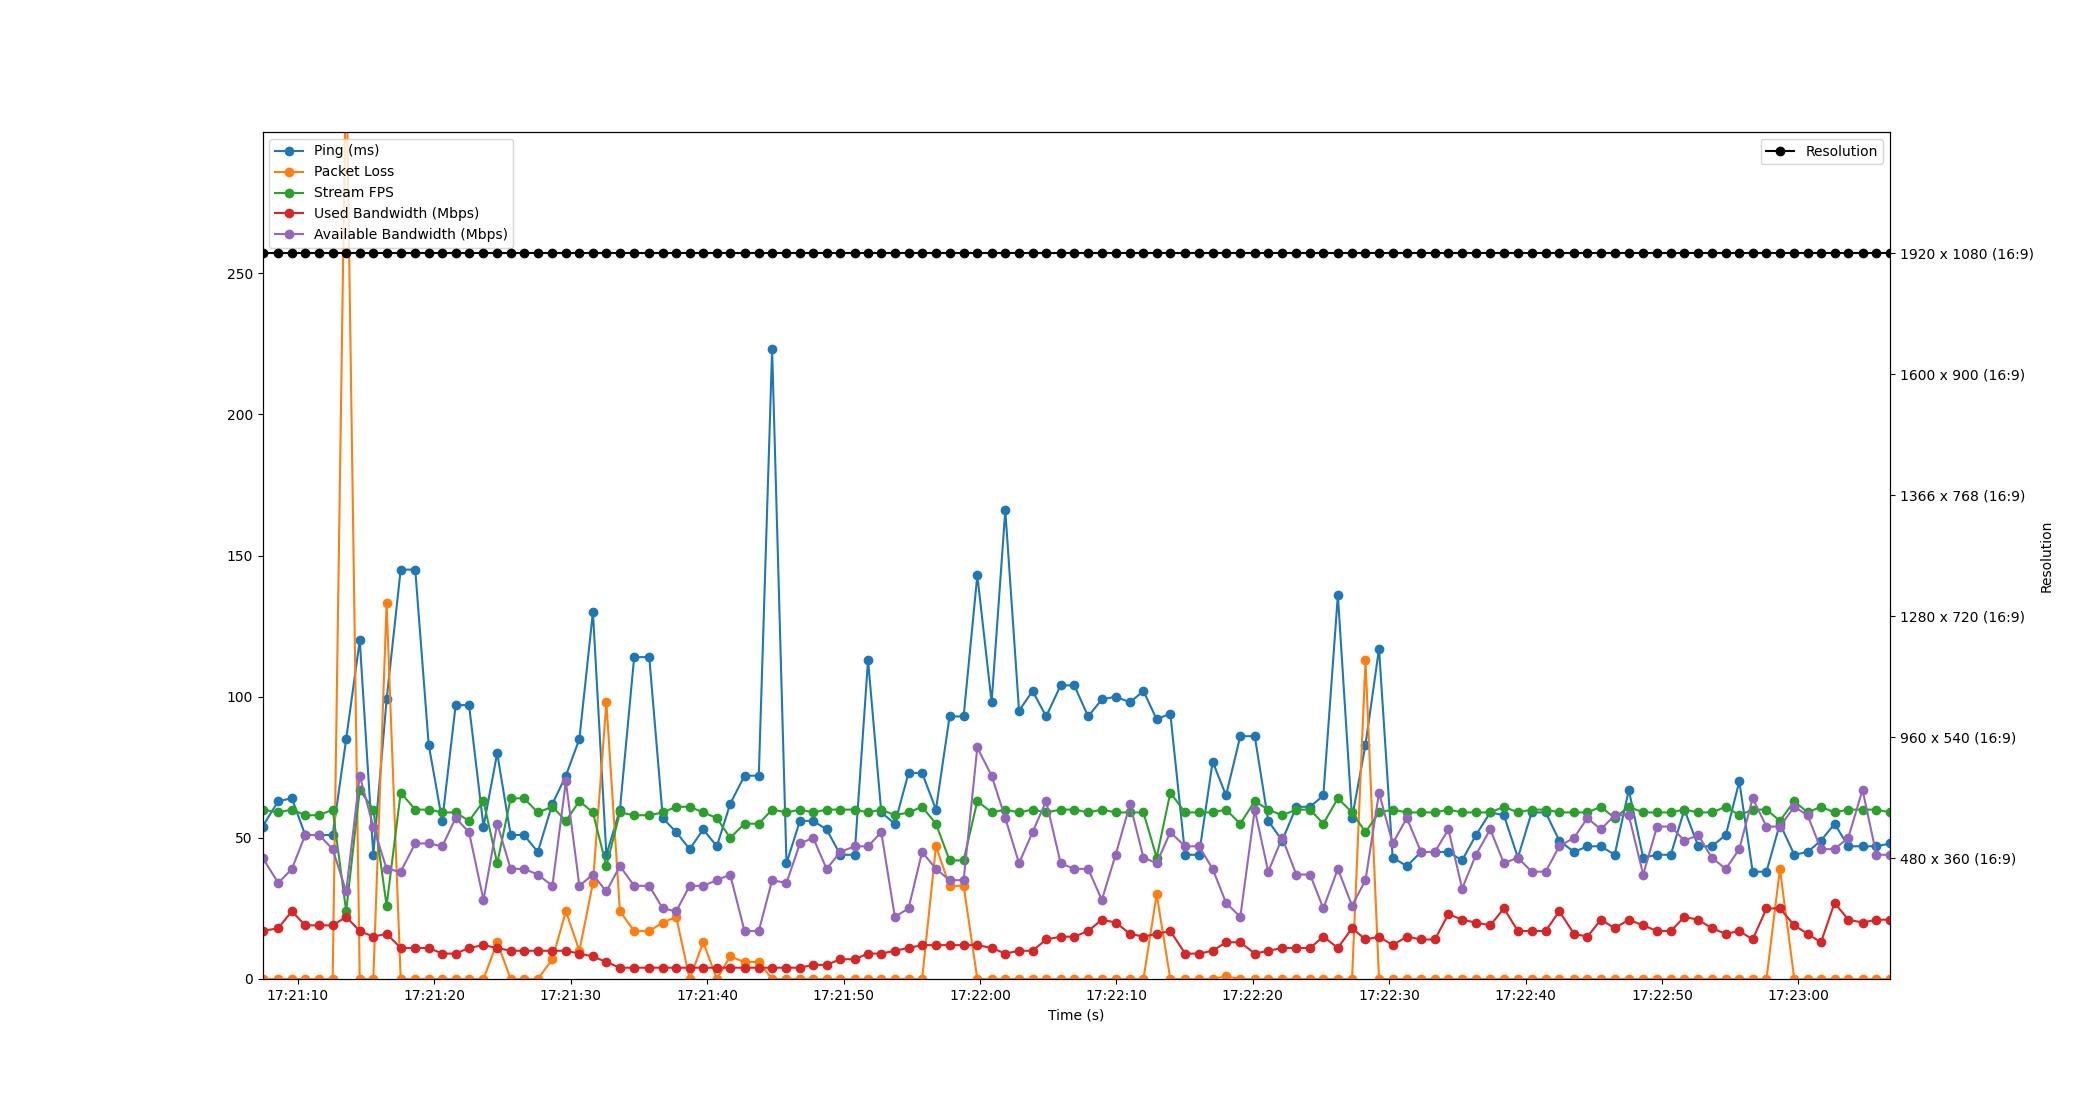 Ping (ms)
Packet Loss
Stream FPS
Used Bandwidth (Mbps)
Available Bandwidth (Mbps)
Resolution
250
200
150
100
50
0
1920 x 1080 (16:9)
1600 x 900 (16:9)
1366 x 768 (16:9)
1280 x 720 (16:9)
960 x 540 (16:9)
480 x 360 (16:9)
Resolution
17:21:10
17:21:20
17:21:30
17:21:40
17:21:50
17:22:00
17:22:10
17:22:20
17:22:30
17:22:40
17:22:50
17:23:00
Time (s)